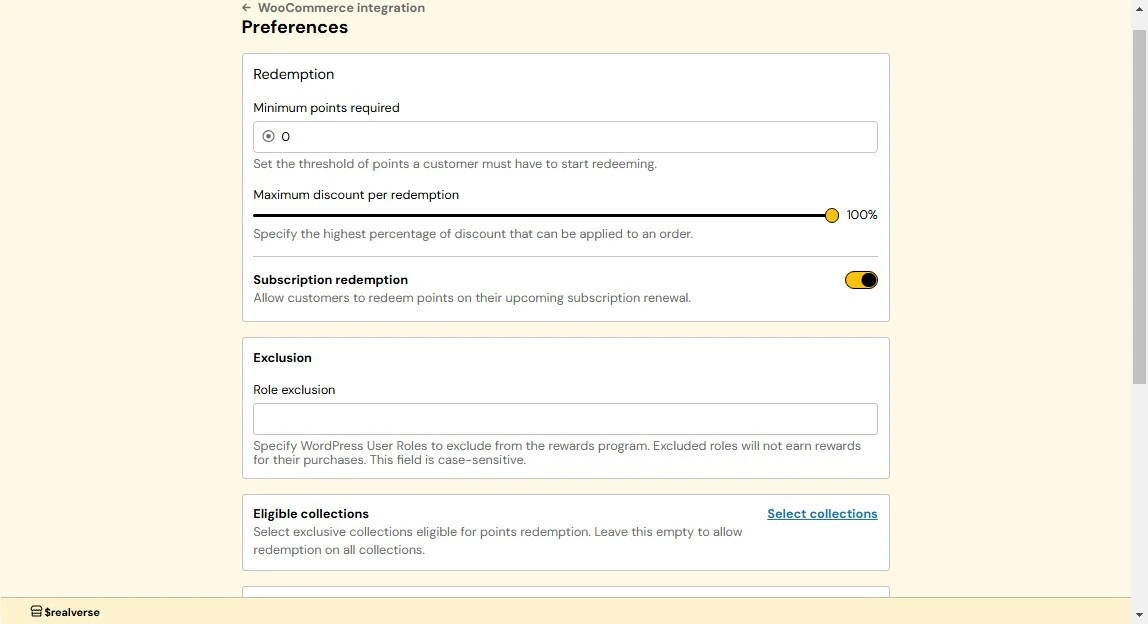 ← WooCommerce integration
Preferences
Redemption
Minimum points required
0
Set the threshold of points a customer must have to start redeeming.
Maximum discount per redemption
100%
Specify the highest percentage of discount that can be applied to an order.
Subscription redemption
Allow customers to redeem points on their upcoming subscription renewal.
Exclusion
Role exclusion
Specify WordPress User Roles to exclude from the rewards program. Excluded roles will not earn rewards
for their purchases. This field is case-sensitive.
Eligible collections
Select collections
Select exclusive collections eligible for points redemption. Leave this empty to allow
redemption on all collections.
$realverse